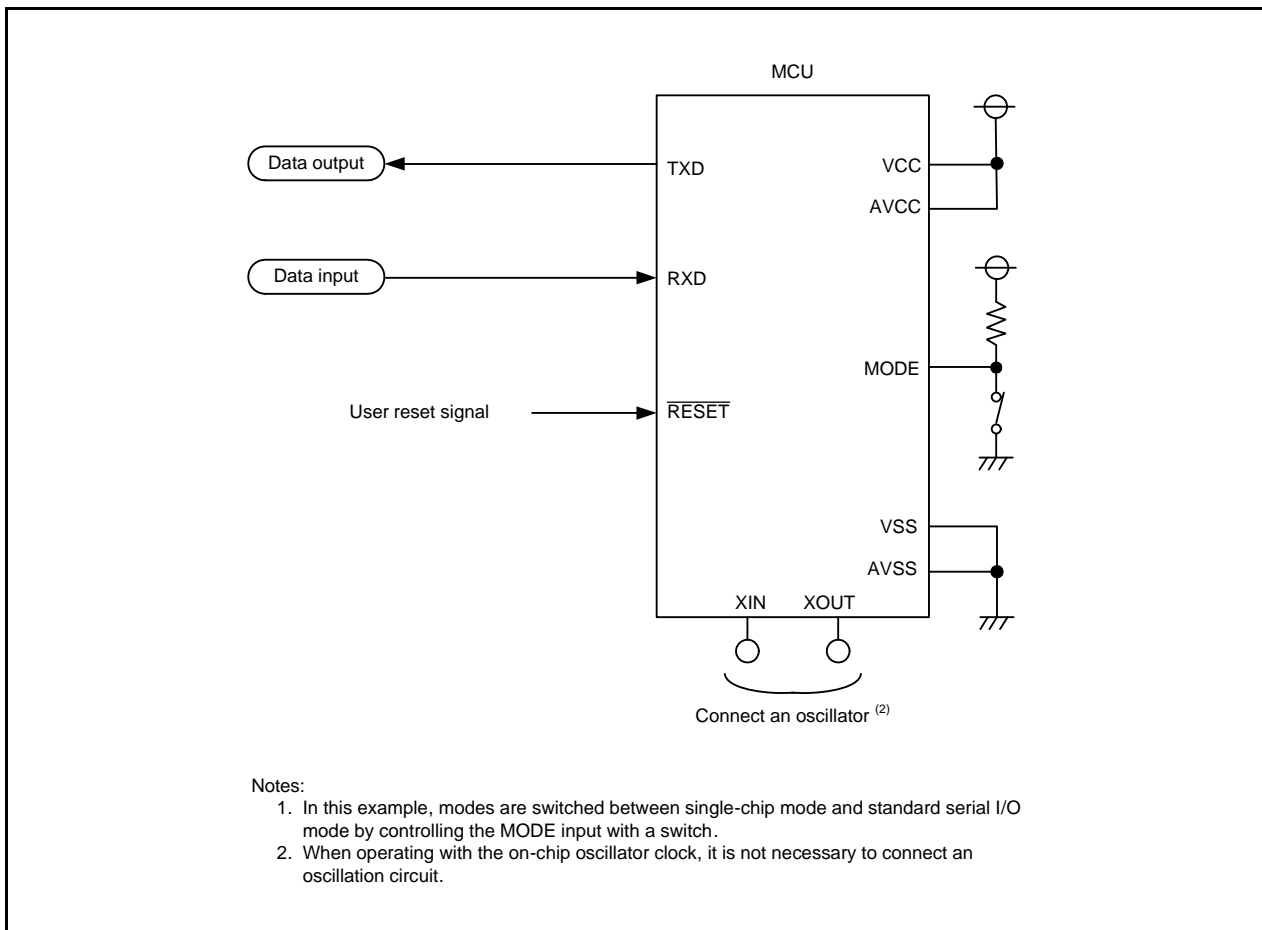 MCU
Data output
TXD
VCC
AVCC
Data input
RXD
MODE
User reset signal
RESET
VSS
AVSS
XIN XOUT
Connect an oscillator (2)
Notes:
1. In this example, modes are switched between single-chip mode and standard serial I/O
mode by controlling the MODE input with a switch.
2. When operating with the on-chip oscillator clock, it is not necessary to connect an
oscillation circuit.